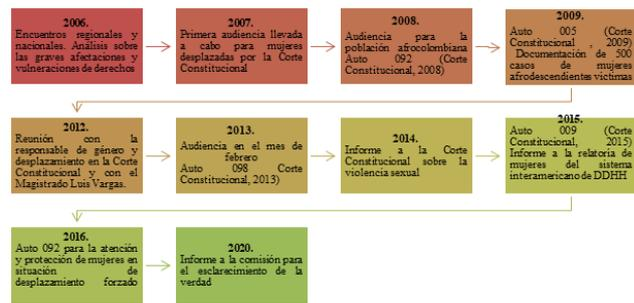 2006.
Encuentros regionales y
nacionales. Análisis sobre
las graves afectaciones y
vulneraciones de derechos
2007.
Primera audiencia llevada
a cabo para mujeres
desplazadas por la Corte
Constitucional
2008.
Audiencia para la
población afrocolombiana
Auto 092 (Corte
Constitucional, 2008)
2009.
Auto 005 (Corte
Constitucional , 2009)
Documentación de 500
casos de mujeres
afrodescendientes victimas
2012.
Reunión con la
responsable de género y
desplazamiento en la Corte
Constitucional y con el
Magistrado Luis Vargas.
2013.
Audiencia en el mes de
febrero
Auto 098 (Corte
Constitucional, 2013)
2014.
Informe a la Corte
Constitucional sobre la
violencia sexual
2015.
Auto 009 (Corte
Constitucional, 2015)
Informe a la relatoría de
mujeres del sistema
interamericano de DDHH
2016.
Auto 092 para la atención
y protección de mujeres en
situación de
desplazamiento forzado
2020.
Informe a la comisión para
el esclarecimiento de la
verdad